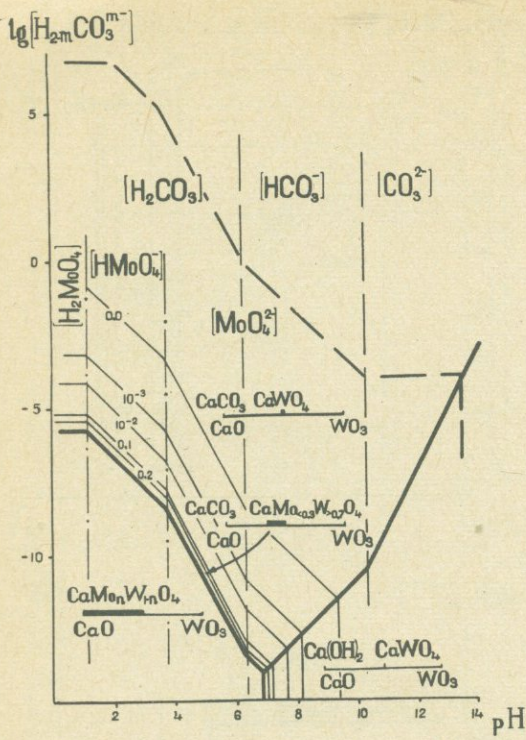 lg[H₂₋ₘCO₃ᵐ⁻]
5
[H₂CO₃] [HCO₃⁻] [CO₃²⁻]
0
[H₂MoO₄] [HMoO₄⁻]
[MoO₄²⁻]
CaCO₃ CaWO₄
CaO WO₃
10⁻³
-5
10⁻²
0.1
0.2
CaCO₃ CaMo<0.3W>0.7O₄
CaO WO₃
-10
CaMoₙW₁₋ₙO₄
CaO WO₃
Ca(OH)₂ CaWO₄
CaO WO₃
2 4 6 8 10 12 14 pH